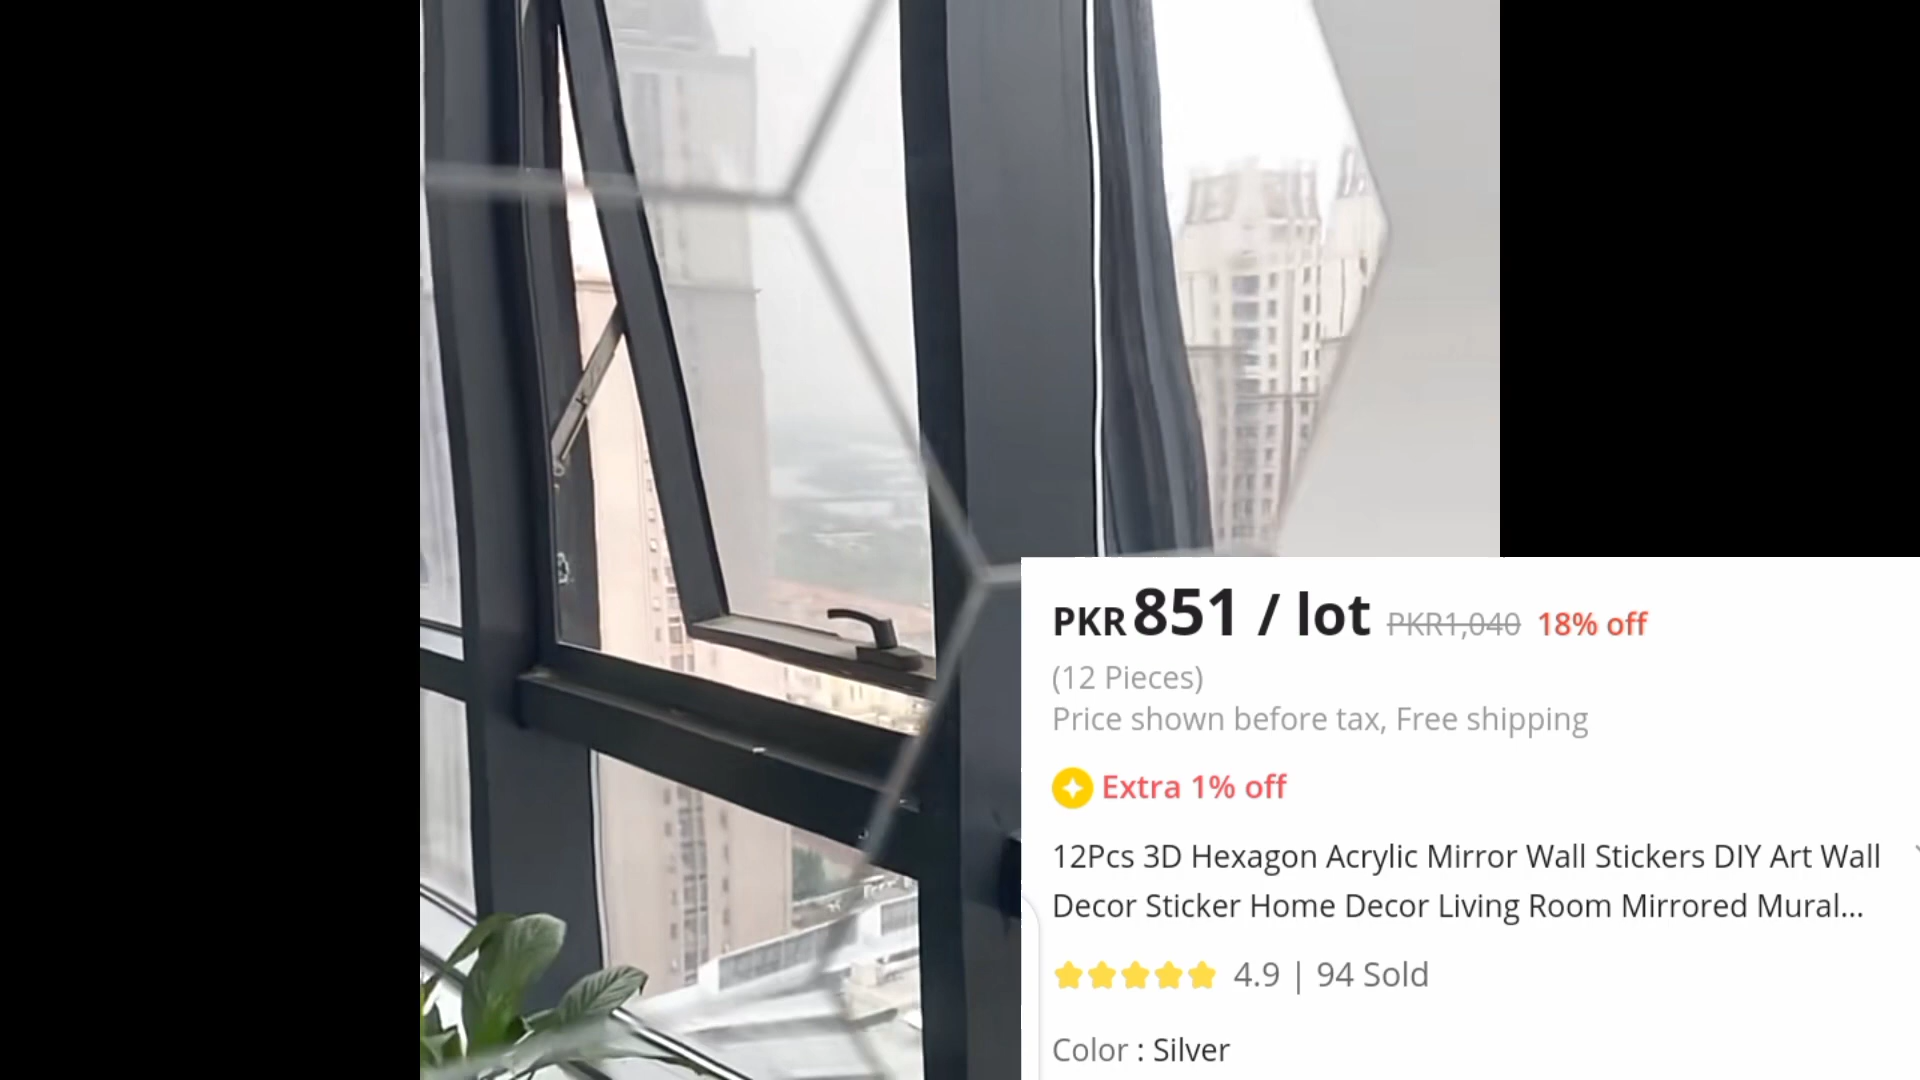 PKR851 / lot PKR1,040 18% off
(12 Pieces)
Price shown before tax, Free shipping
Extra 1% off
12Pcs 3D Hexagon Acrylic Mirror Wall Stickers DIY Art Wall
Decor Sticker Home Decor Living Room Mirrored Mural...
4.9 | 94 Sold
Color : Silver